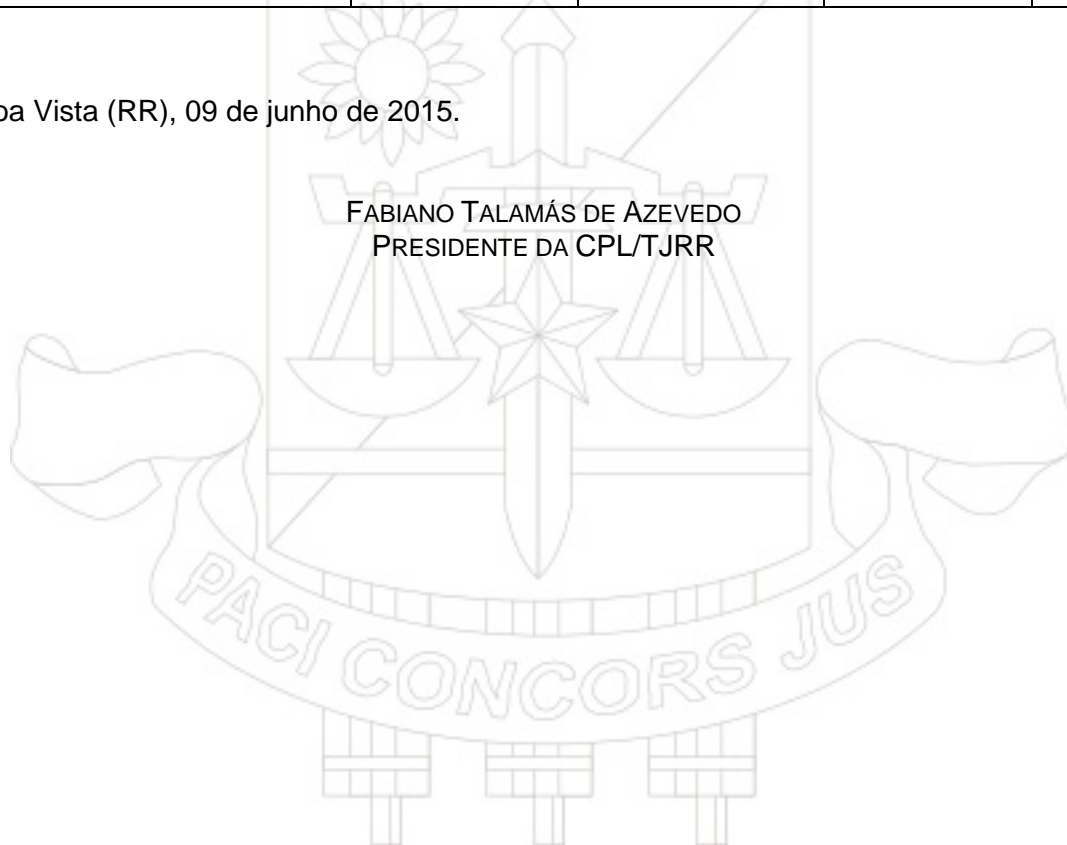 oa Vista (RR), 09 de junho de 2015.
FABIANO TALAMÁS DE AZEVEDO
PRESIDENTE DA CPL/TJRR
PACI CONCORS JUS